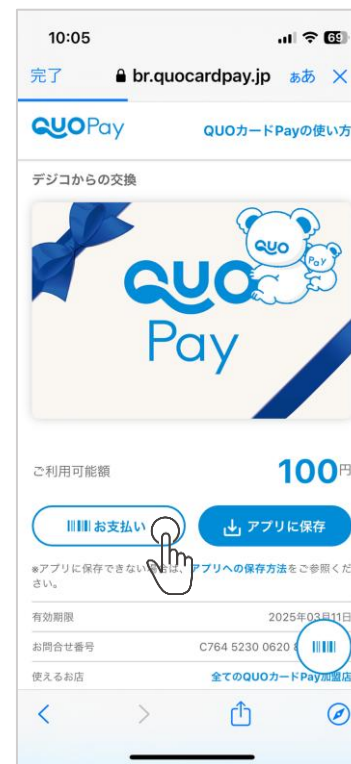 10:05
69
完了
br.quocardpay.jp
ぁあ
QUOPay
QUOカードPayの使い方
デジコからの交換
QUO
Pay
QUO
Pay
ご利用可能額
100円
お支払い
アプリに保存
※アプリに保存できない場合は、アプリへの保存方法をご参照くだ
さい。
有効期限
2025年03月11日
お問合せ番号
C764 5230 0620
使えるお店
全てのQUOカードPay加盟店